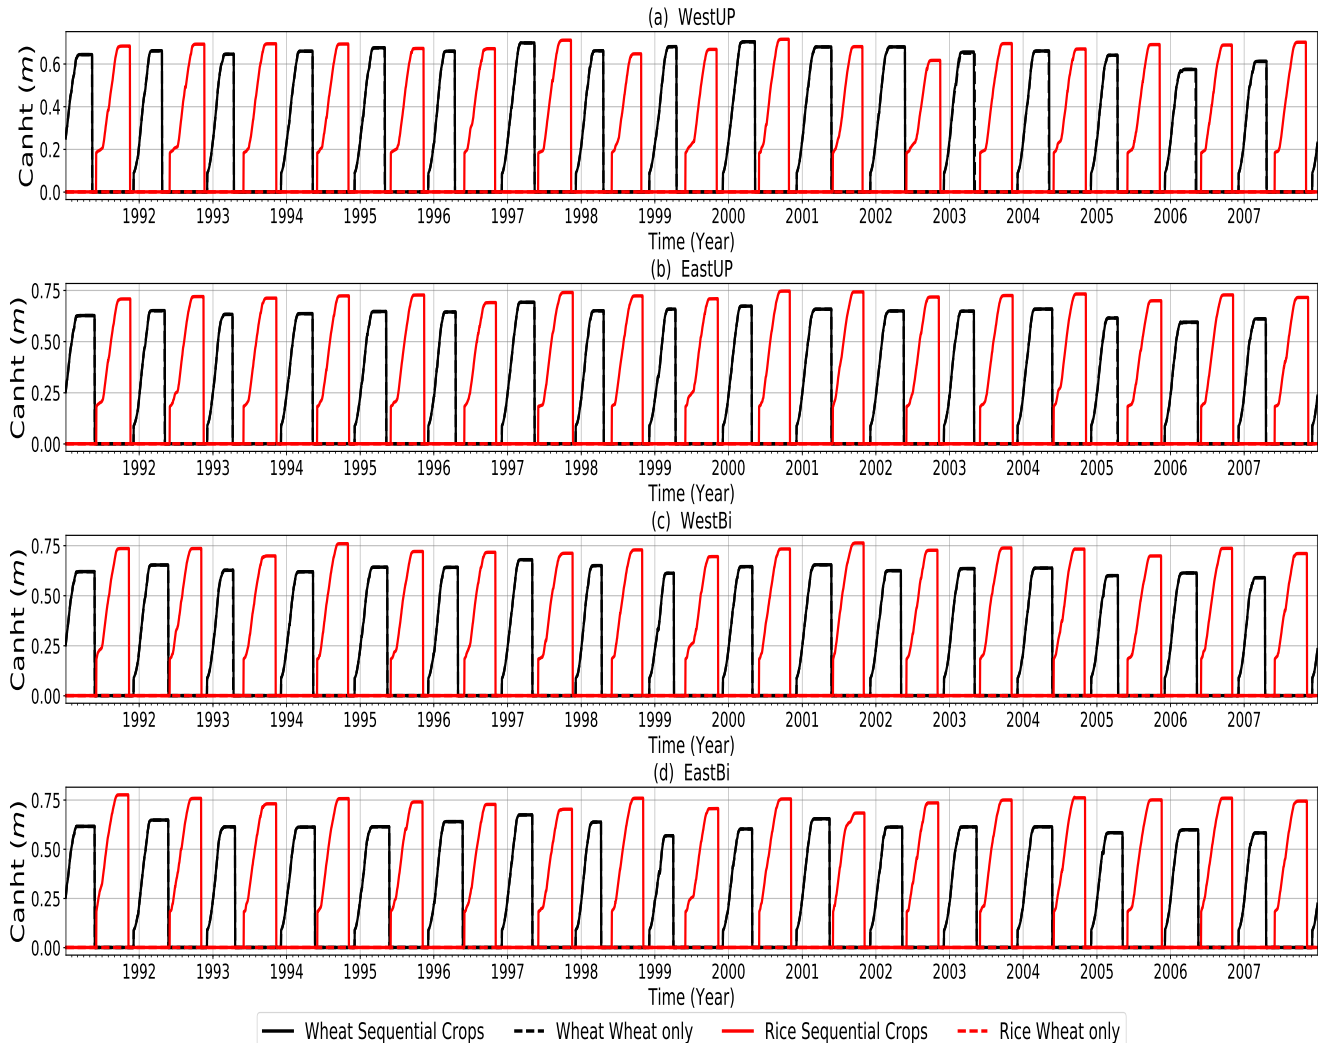 (a) WestUP
Canht (m)
0.6
0.4
0.2
0.0
1992 1993 1994 1995 1996 1997 1998 1999 2000 2001 2002 2003 2004 2005 2006 2007
Time (Year)
(b) EastUP
Canht (m)
0.75
0.50
0.25
0.00
1992 1993 1994 1995 1996 1997 1998 1999 2000 2001 2002 2003 2004 2005 2006 2007
Time (Year)
(c) WestBi
Canht (m)
0.75
0.50
0.25
0.00
1992 1993 1994 1995 1996 1997 1998 1999 2000 2001 2002 2003 2004 2005 2006 2007
Time (Year)
(d) EastBi
Canht (m)
0.75
0.50
0.25
0.00
1992 1993 1994 1995 1996 1997 1998 1999 2000 2001 2002 2003 2004 2005 2006 2007
Time (Year)
Wheat Sequential Crops Wheat Wheat only Rice Sequential Crops Rice Wheat only